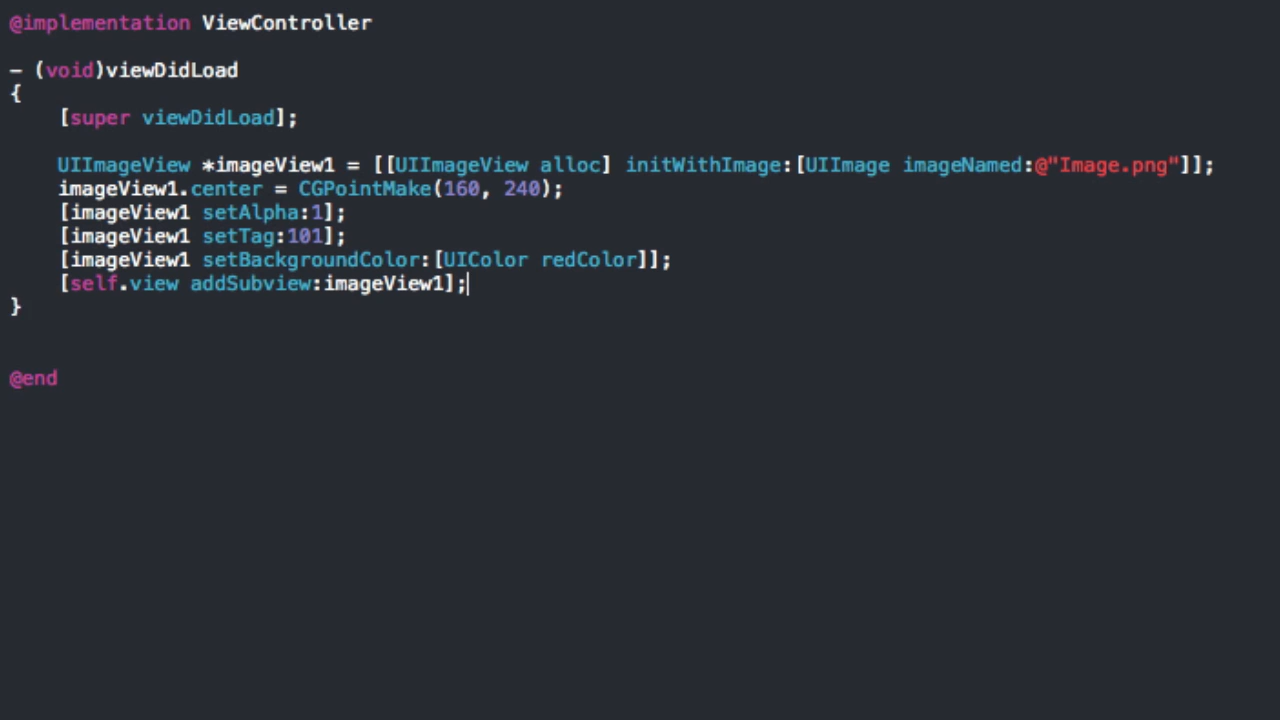 @implementation ViewController
- (void)viewDidLoad
{
[super viewDidLoad];
UIImageView *imageView1 = [[UIImageView alloc] initWithImage:[UIImage imageNamed:@"Image.png"]];
imageView1.center = CGPointMake(160, 240);
[imageView1 setAlpha:1];
[imageView1 setTag:101];
[imageView1 setBackgroundColor:[UIColor redColor]];
[self.view addSubview:imageView1];
}
@end